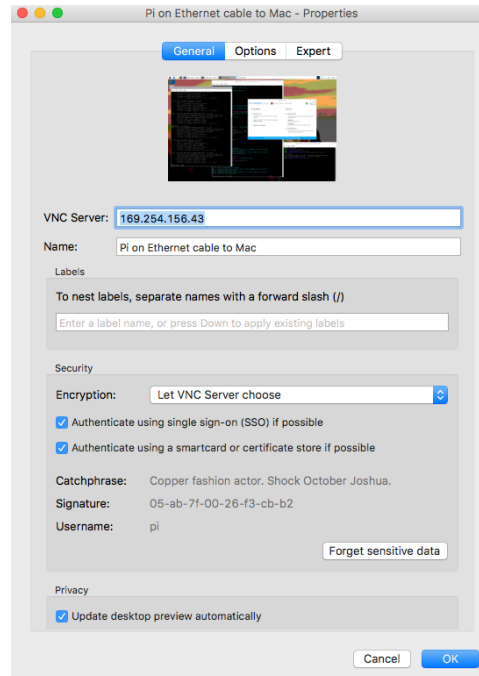 Pi on Ethernet cable to Mac - Properties
General Options Expert
VNC Server: 169.254.156.43
Name: Pi on Ethernet cable to Mac
Labels
To nest labels, separate names with a forward slash (/)
Enter a label name, or press Down to apply existing labels
Security
Encryption: Let VNC Server choose
Authenticate using single sign-on (SSO) if possible
Authenticate using a smartcard or certificate store if possible
Catchphrase: Copper fashion actor. Shock October Joshua.
Signature: 05-ab-7f-00-26-f3-cb-b2
Username: pi
Forget sensitive data
Privacy
Update desktop preview automatically
Cancel OK